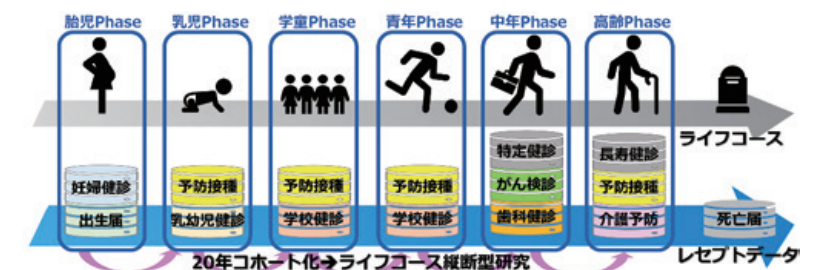 胎児Phase
乳児Phase
学童Phase
青年Phase
中年Phase
高齢Phase
ライフコース
妊婦健診
出生届
予防接種
乳幼児健診
予防接種
学校健診
予防接種
学校健診
特定健診
がん検診
歯科健診
長寿健診
予防接種
介護予防
死亡届
レセプトデータ
20年コホート化➔ライフコース縦断型研究